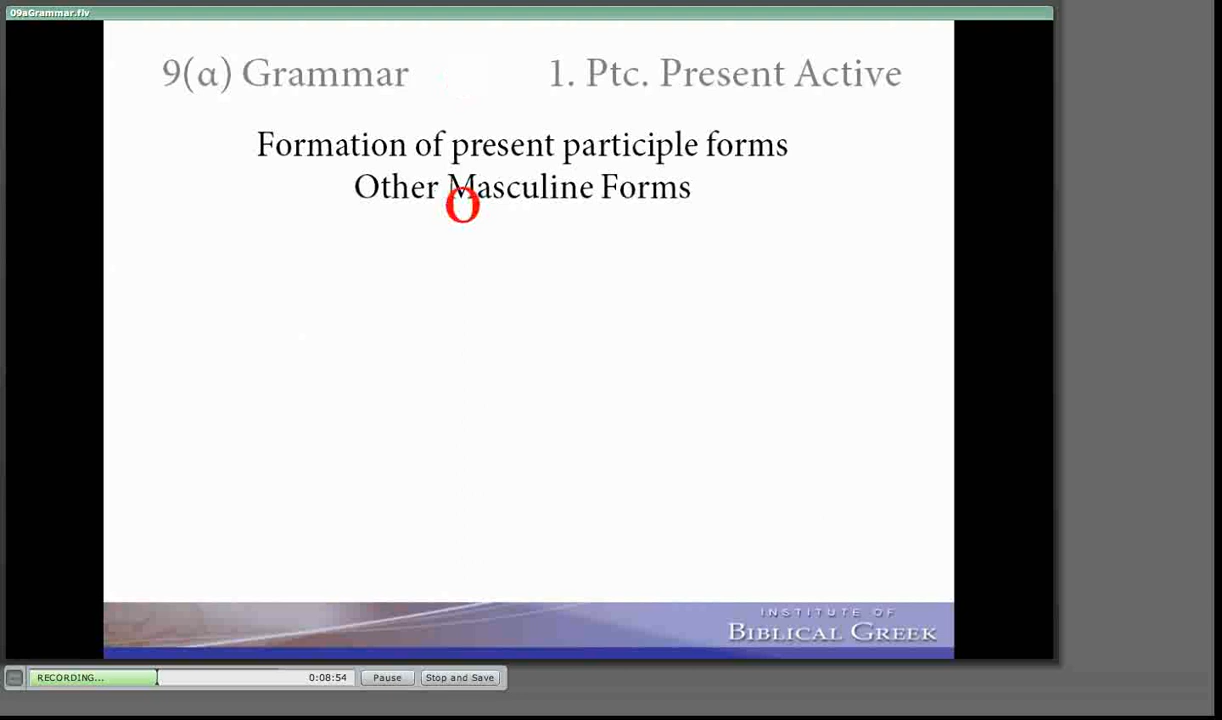 09aGrammar.flv
9(α) Grammar 1. Ptc. Present Active
Formation of present participle forms
Other Masculine Forms
ο
INSTITUTE OF
BIBLICAL GREEK
RECORDING... 0:08:54 Pause Stop and Save